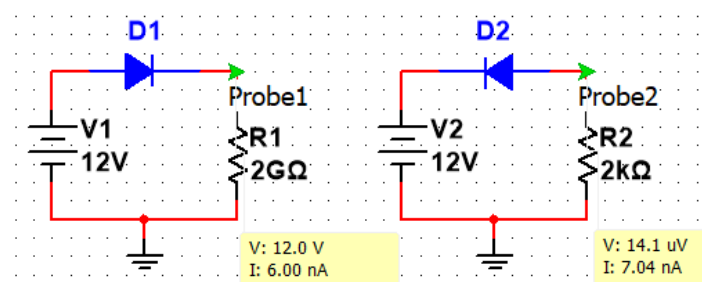 D1
D2
Probe1
Probe2
V1
12V
R1
2GΩ
V2
12V
R2
2kΩ
V: 12.0 V
I: 6.00 nA
V: 14.1 uV
I: 7.04 nA